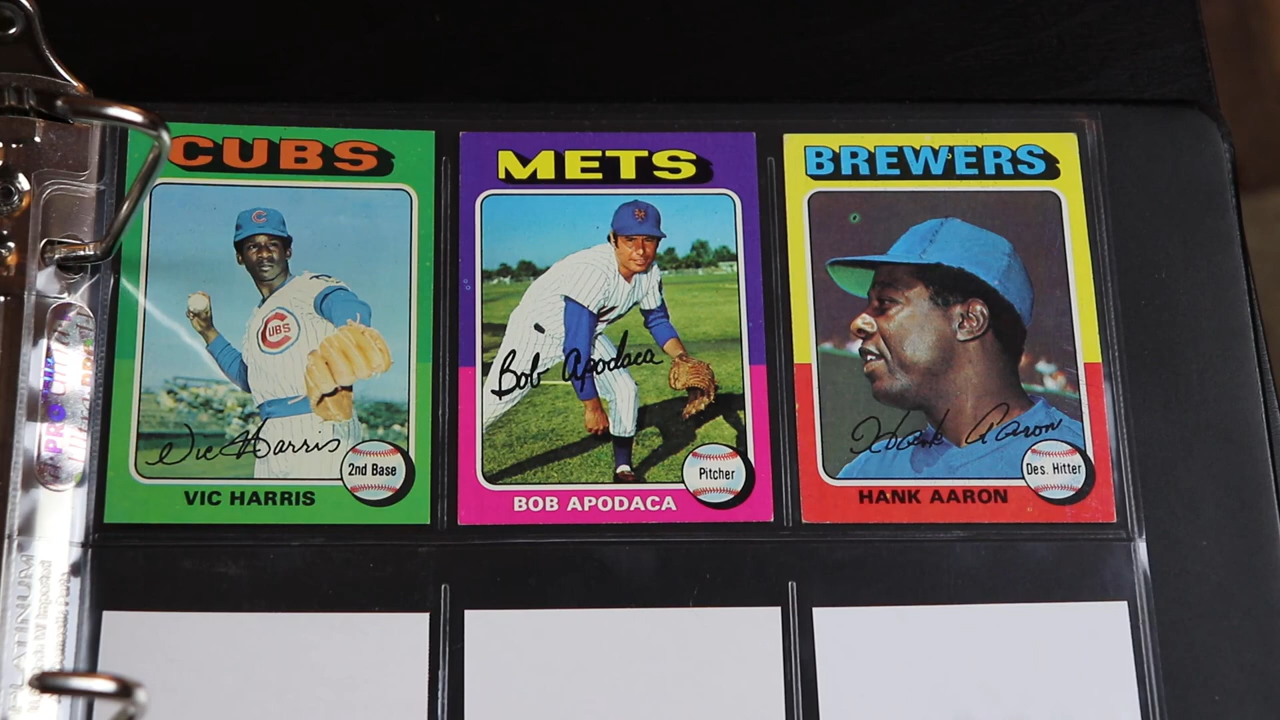 CUBS
C
CUBS
Vic Harris
2nd Base
VIC HARRIS
METS
Bob Apodaca
Pitcher
BOB APODACA
BREWERS
Hank Aaron
Des. Hitter
HANK AARON
PLATINUM